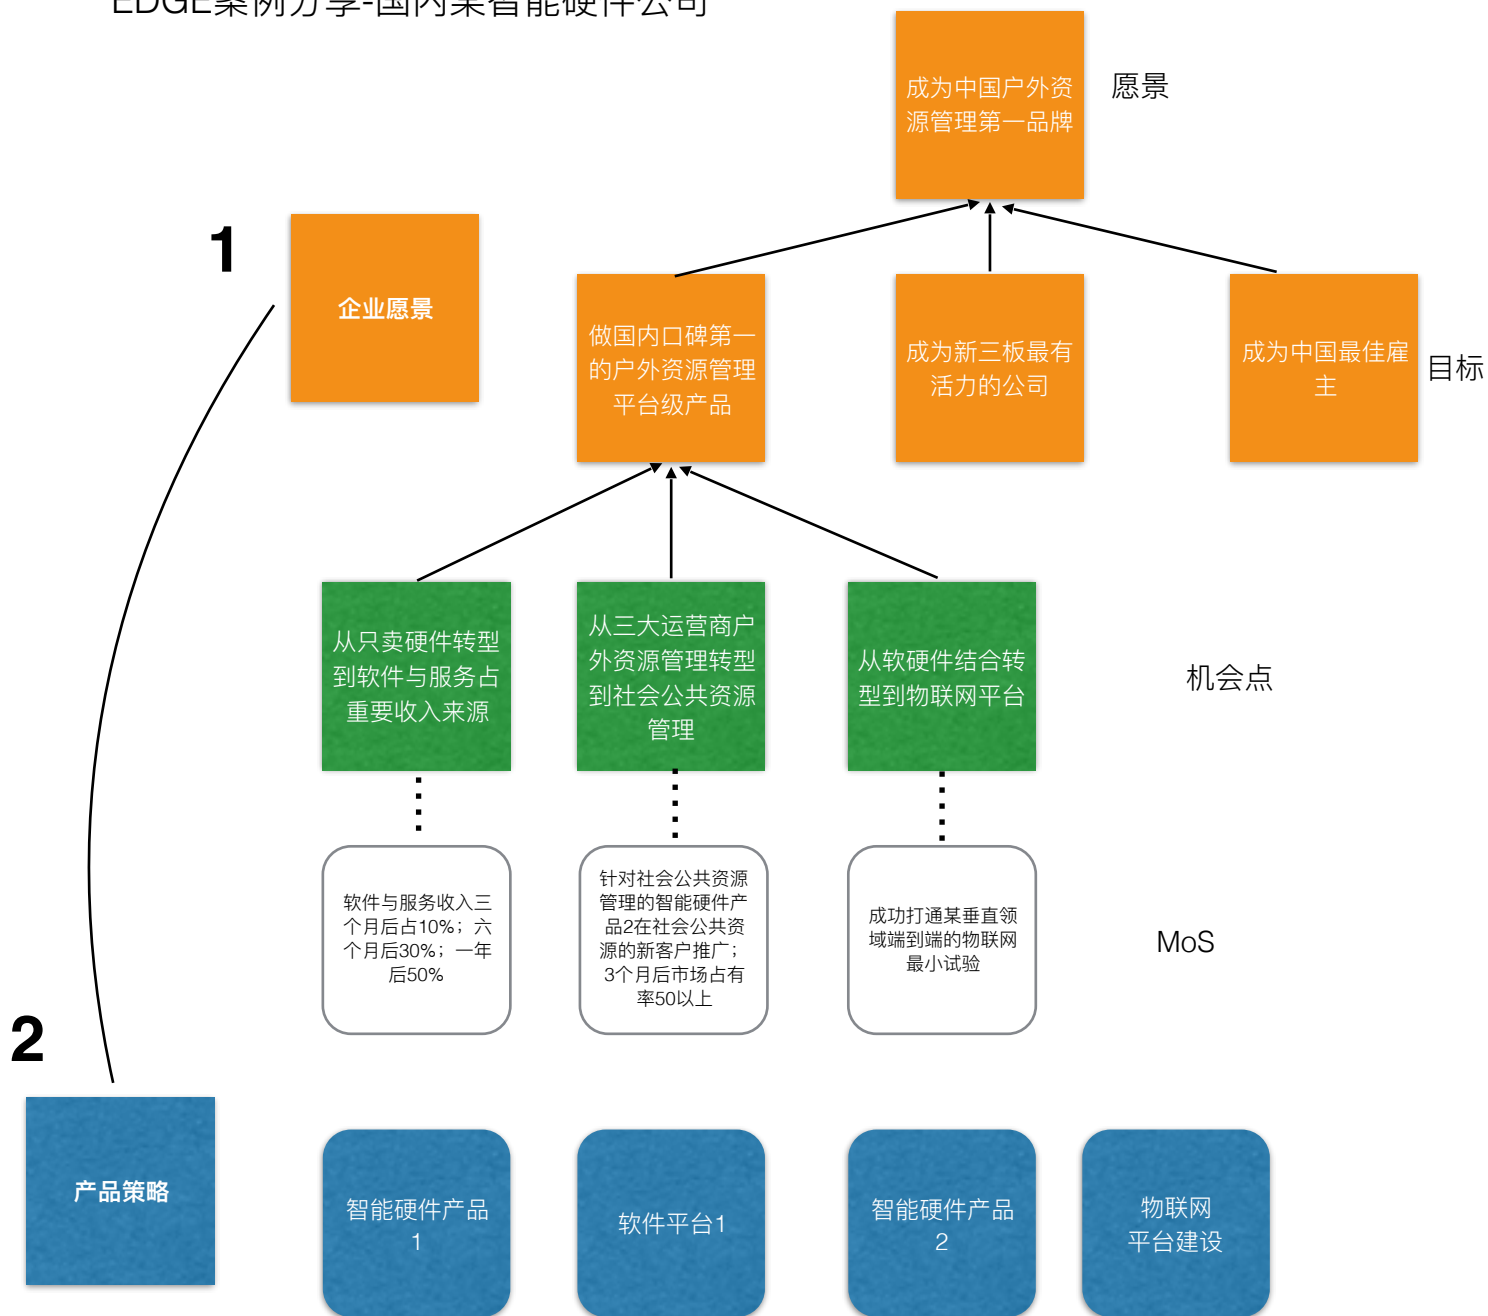 EDGE案例分享-国内某智能硬件公司
成为中国户外资
源管理第一品牌
愿景
1
企业愿景
做国内口碑第一
的户外资源管理
平台级产品
成为新三板最有
活力的公司
成为中国最佳雇
主
目标
从只卖硬件转型
到软件与服务占
重要收入来源
从三大运营商户
外资源管理转型
到社会公共资源
管理
从软硬件结合转
型到物联网平台
机会点
软件与服务收入三
个月后占10%；六
个月后30%；一年
后50%
针对社会公共资源
管理的智能硬件产
品2在社会公共资
源的新客户推广；
3个月后市场占有
率50以上
成功打通某垂直领
域端到端的物联网
最小试验
MoS
2
产品策略
智能硬件产品
1
软件平台1
智能硬件产品
2
物联网
平台建设